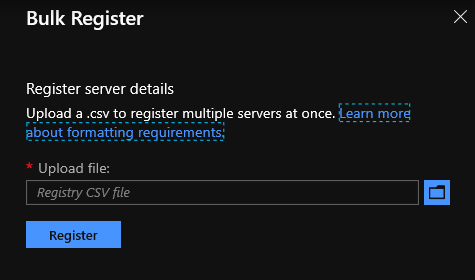 Bulk Register
Register server details
Upload a .csv to register multiple servers at once. Learn more
about formatting requirements.
* Upload file:
Registry CSV file
Register